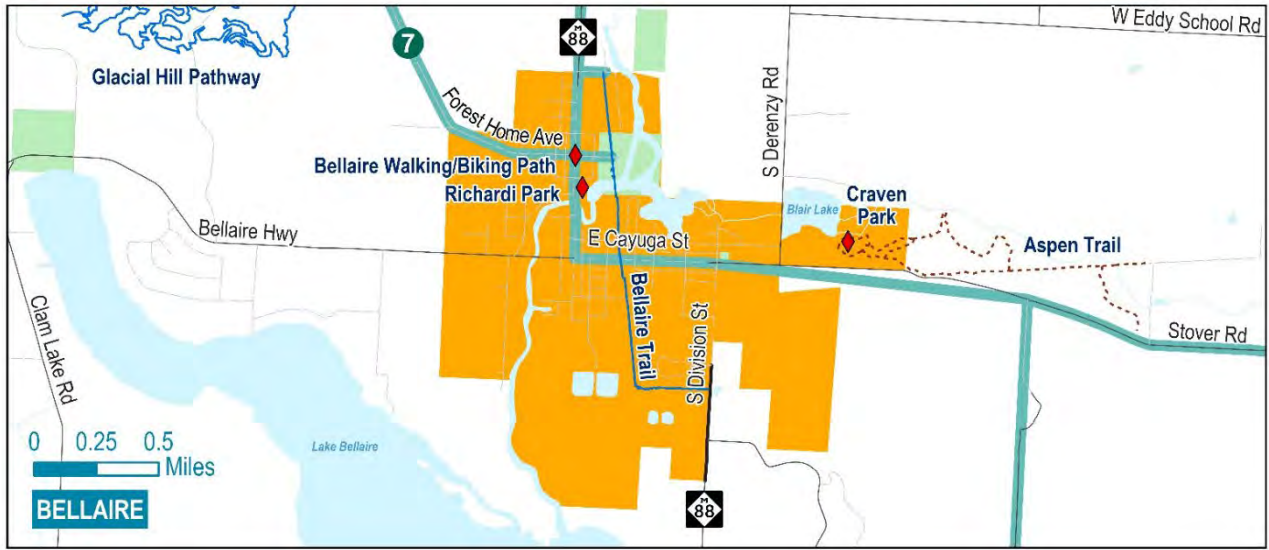 W Eddy School Rd
M
88
7
Glacial Hill Pathway
Forest Home Ave
S Derenzy Rd
Bellaire Walking/Biking Path
Richardi Park
Craven
Park
Blair Lake
Bellaire Hwy
E Cayuga St
Aspen Trail
Bellaire Trail
S Division St
Clam Lake Rd
Stover Rd
0 0.25 0.5
Miles
Lake Bellaire
BELLAIRE
M
88